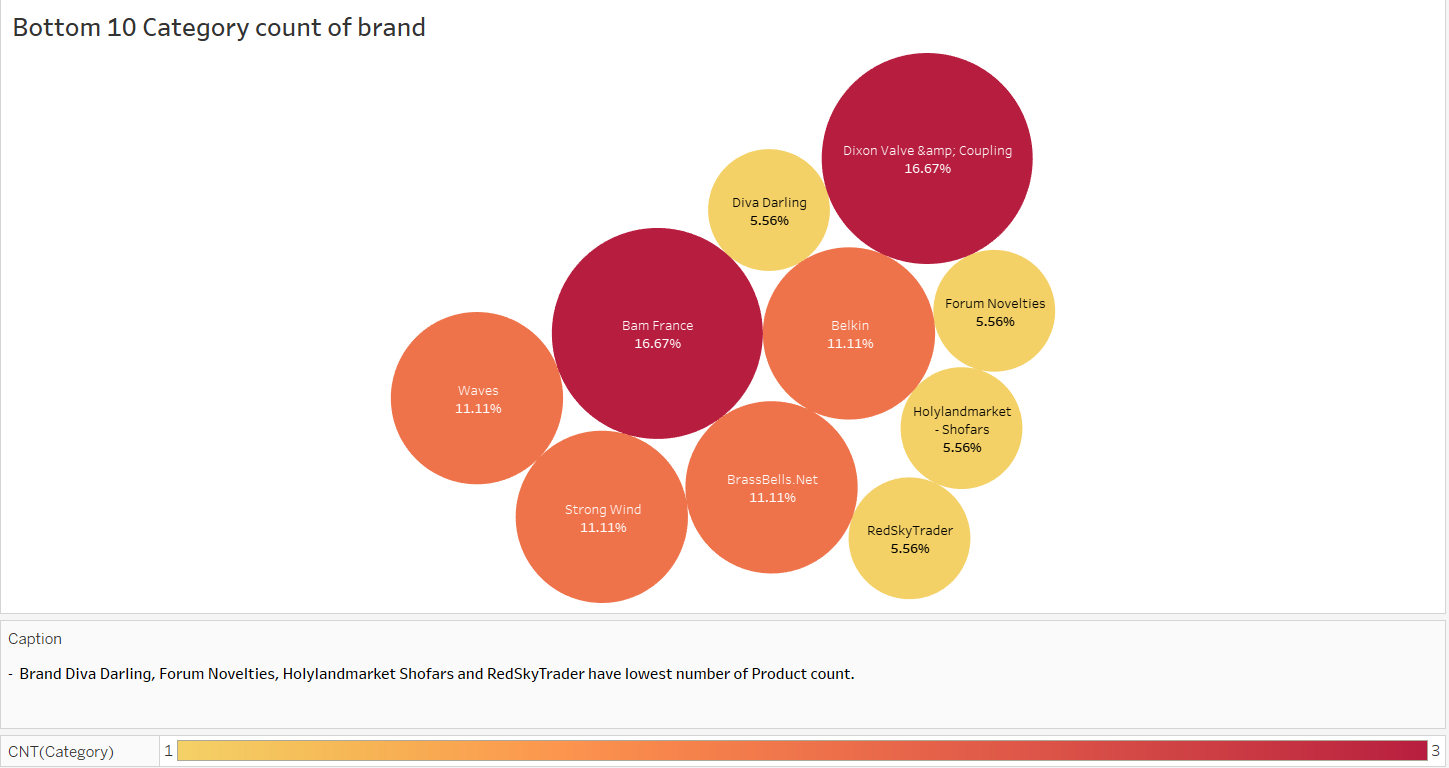 Bottom 10 Category count of brand
Dixon Valve &amp; Coupling
16.67%
Diva Darling
5.56%
Forum Novelties
5.56%
Bam France
16.67%
Belkin
11.11%
Waves
11.11%
Holylandmarket
- Shofars
5.56%
BrassBells.Net
11.11%
Strong Wind
11.11%
RedSkyTrader
5.56%
Caption
- Brand Diva Darling, Forum Novelties, Holylandmarket Shofars and RedSkyTrader have lowest number of Product count.
CNT(Category) 1 3